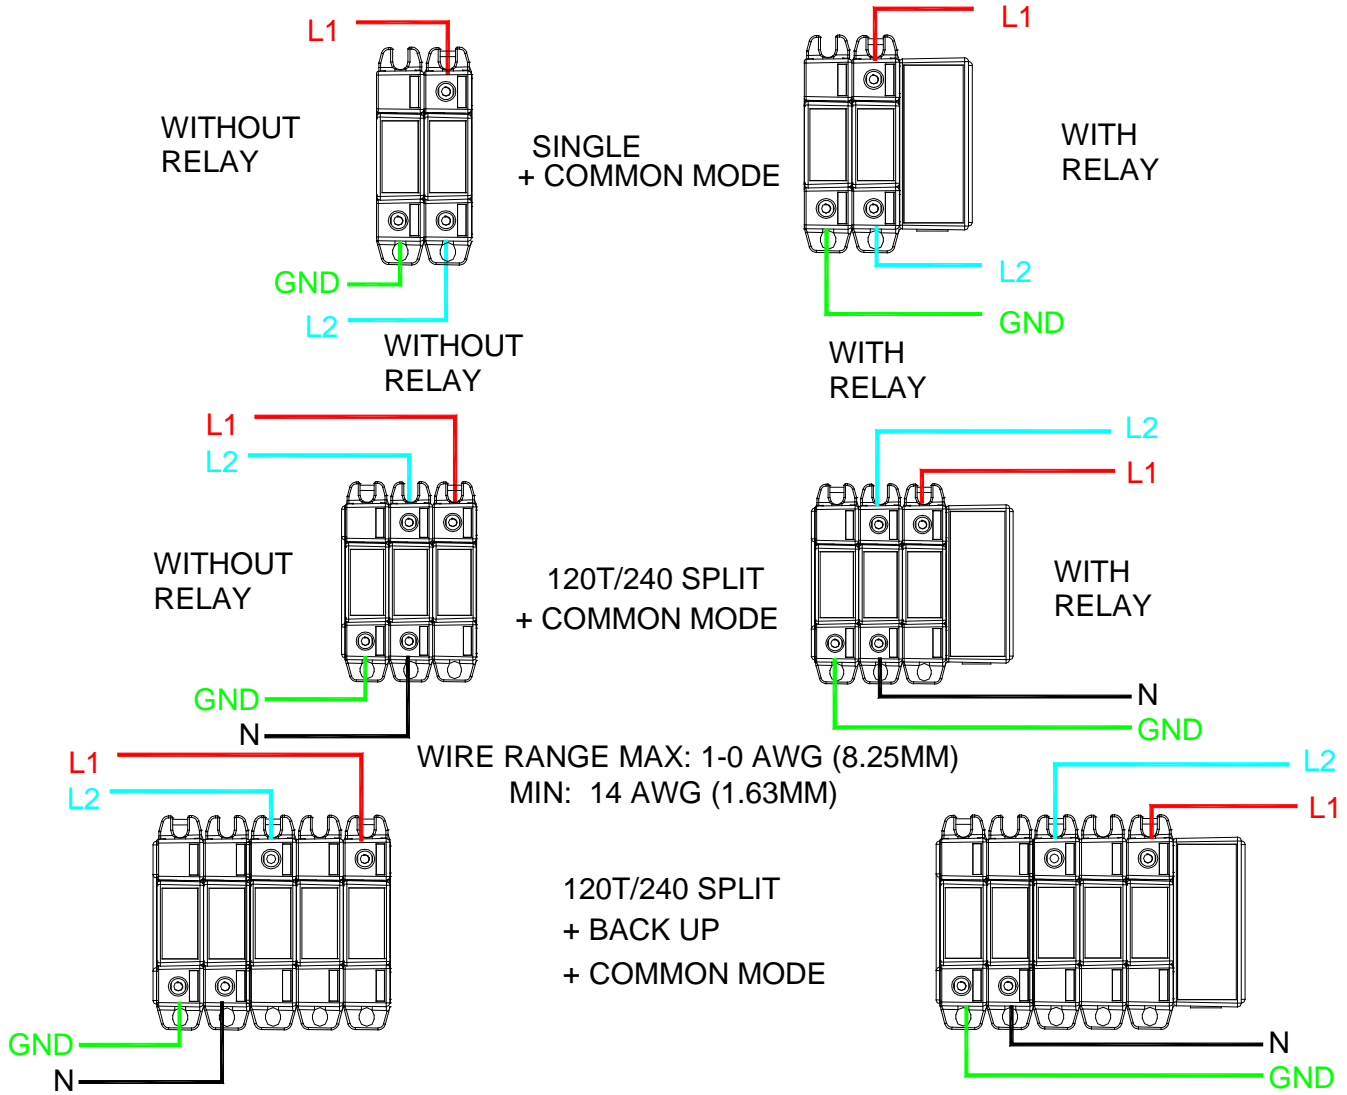 L1
L1
WITHOUT
RELAY
SINGLE
+ COMMON MODE
WITH
RELAY
GND
L2
L2
GND
WITHOUT
RELAY
WITH
RELAY
L1
L2
L2
L1
WITHOUT
RELAY
120T/240 SPLIT
+ COMMON MODE
WITH
RELAY
GND
N
N
GND
WIRE RANGE MAX: 1-0 AWG (8.25MM)
MIN: 14 AWG (1.63MM)
L1
L2
L2
L1
120T/240 SPLIT
+ BACK UP
+ COMMON MODE
GND
N
N
GND